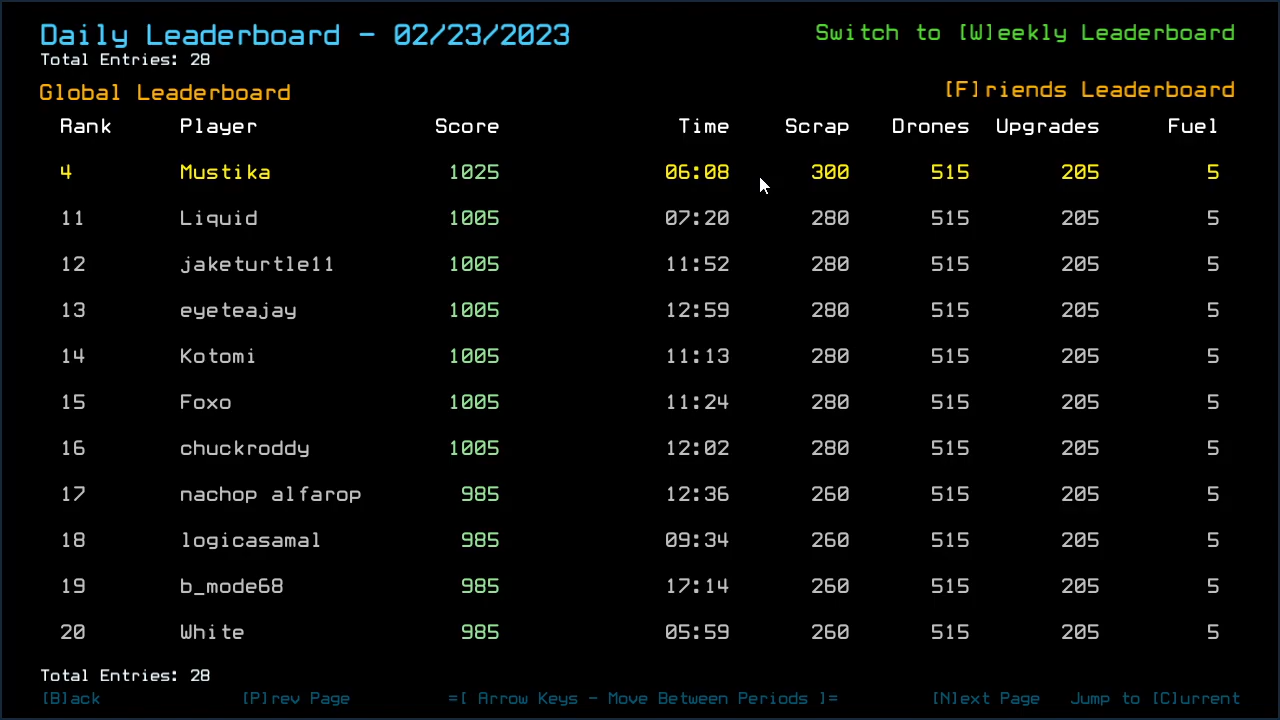 Daily Leaderboard - 02/23/2023
Switch to [W]eekly Leaderboard
Total Entries: 28
Global Leaderboard
[F]riends Leaderboard
Rank Player Score Time Scrap Drones Upgrades Fuel
4 Mustika 1025 06:08 300 515 205 5
11 Liquid 1005 07:20 280 515 205 5
12 jaketurtle11 1005 11:52 280 515 205 5
13 eyeteajay 1005 12:59 280 515 205 5
14 Kotomi 1005 11:13 280 515 205 5
15 Foxo 1005 11:24 280 515 205 5
16 chuckroddy 1005 12:02 280 515 205 5
17 nachop alfarop 985 12:36 260 515 205 5
18 logicasamal 985 09:34 260 515 205 5
19 b_mode68 985 17:14 260 515 205 5
20 White 985 05:59 260 515 205 5
Total Entries: 28
[B]ack [P]rev Page =[ Arrow Keys - Move Between Periods ]= [N]ext Page Jump to [C]urrent